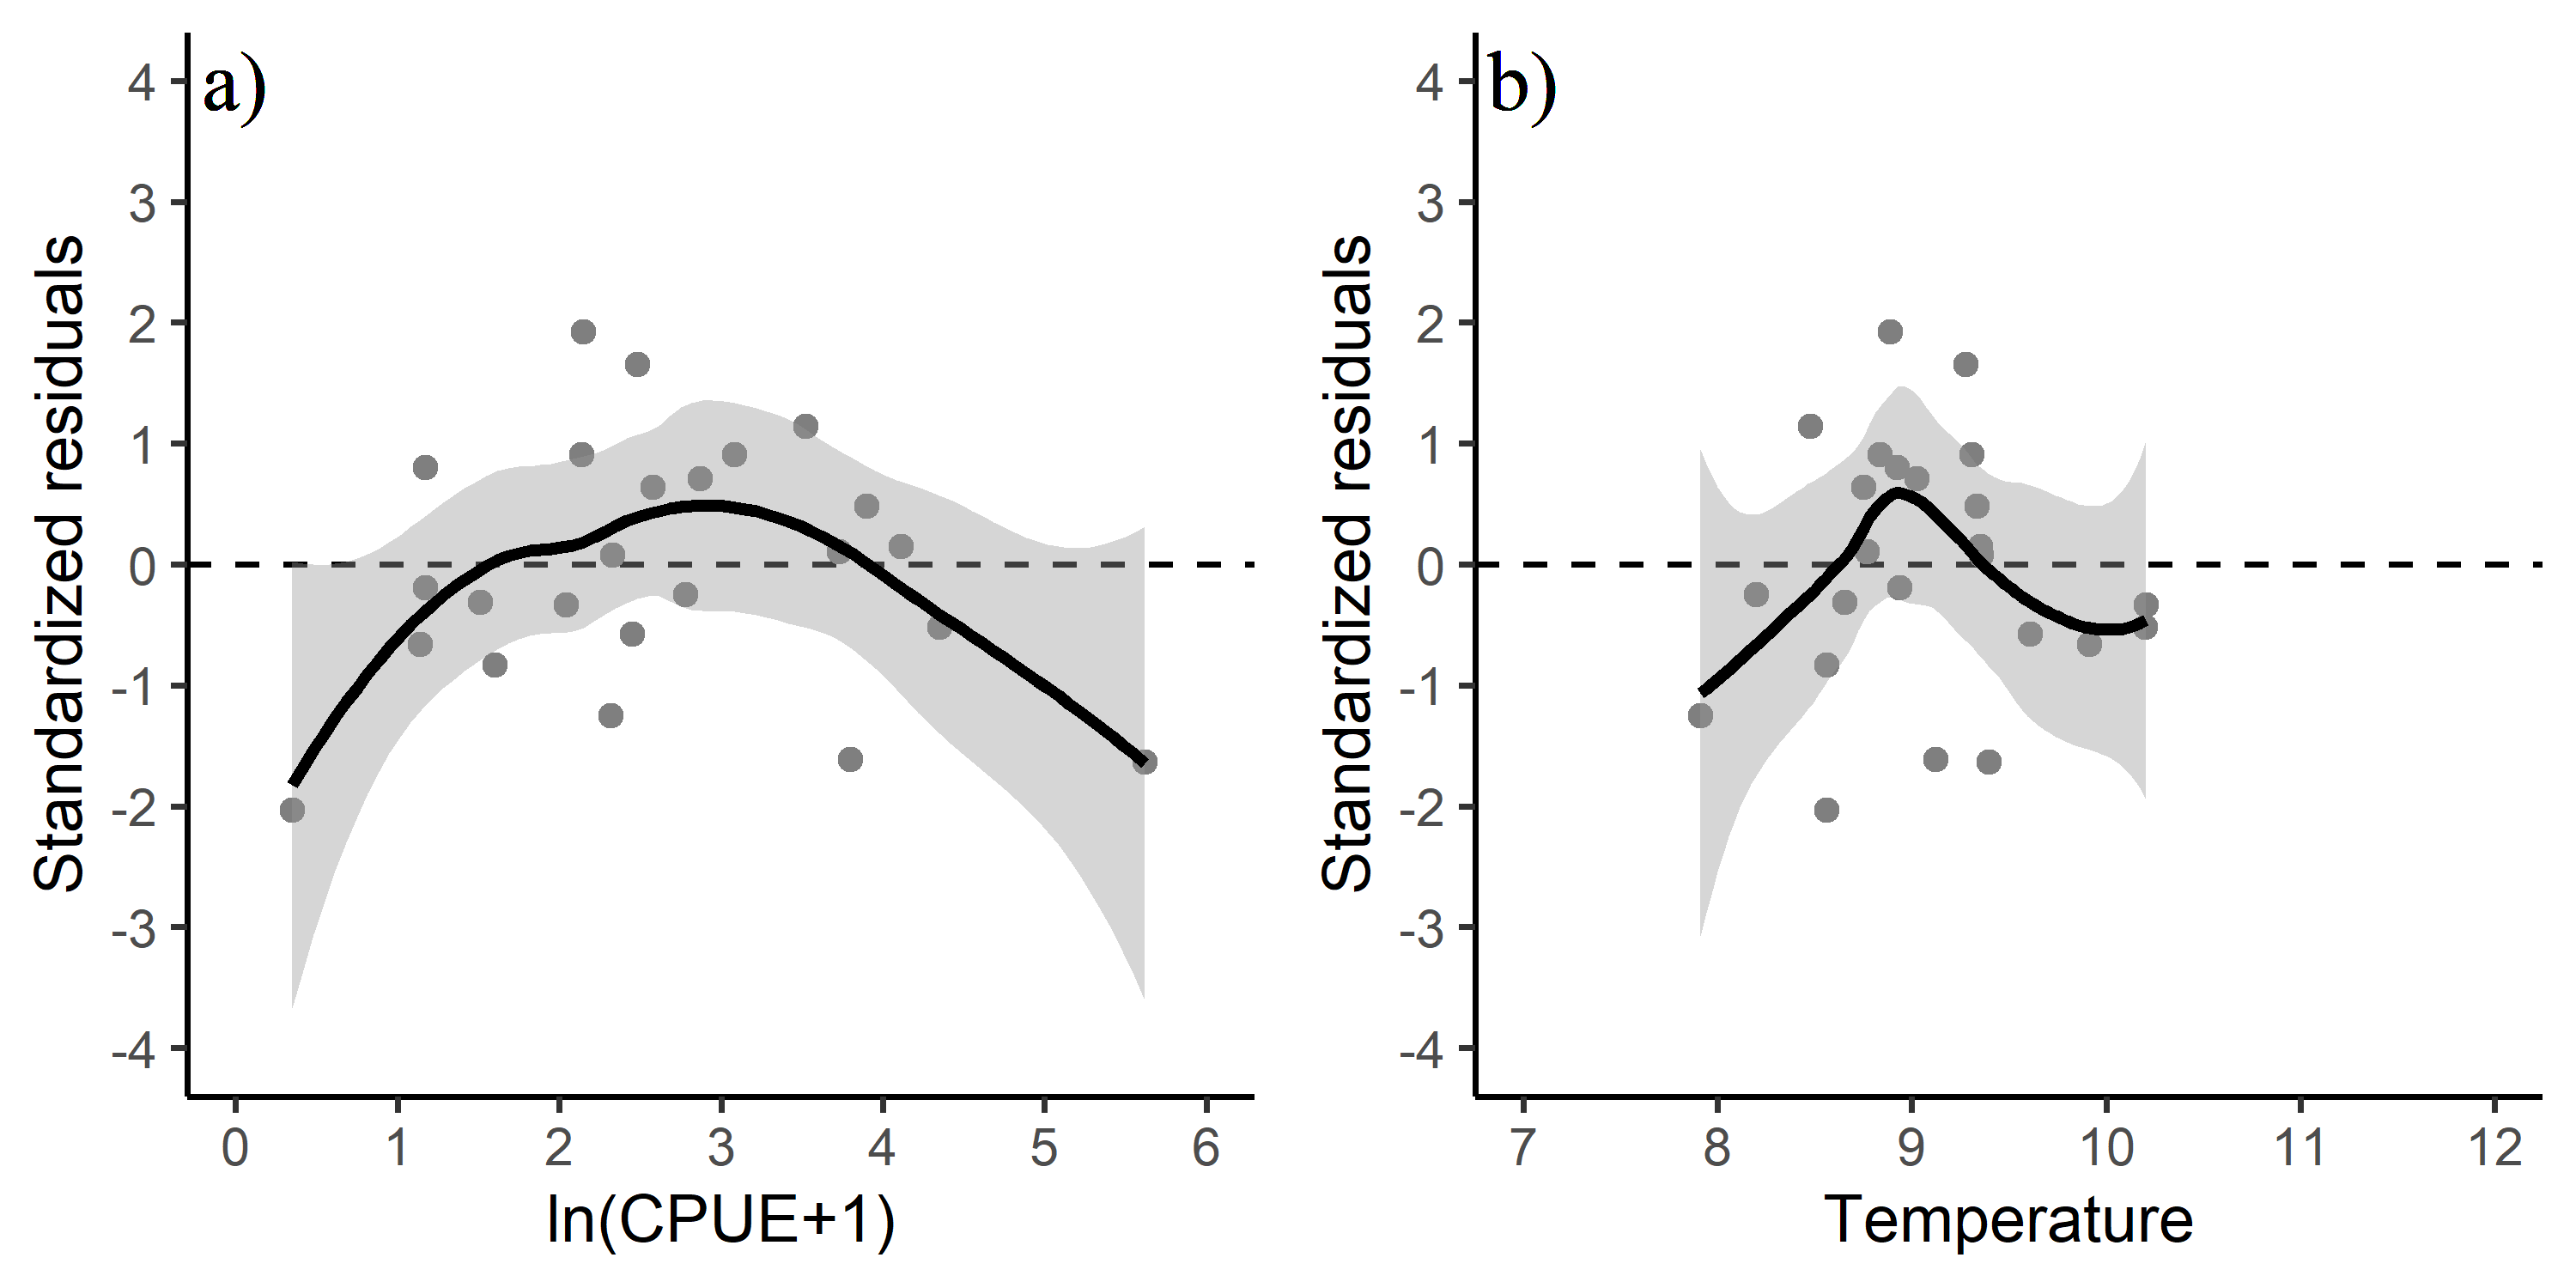 a)
4
3
2
1
0
-1
-2
-3
-4
Standardized residuals
0 1 2 3 4 5 6
ln(CPUE+1)
b)
4
3
2
1
0
-1
-2
-3
-4
Standardized residuals
7 8 9 10 11 12
Temperature